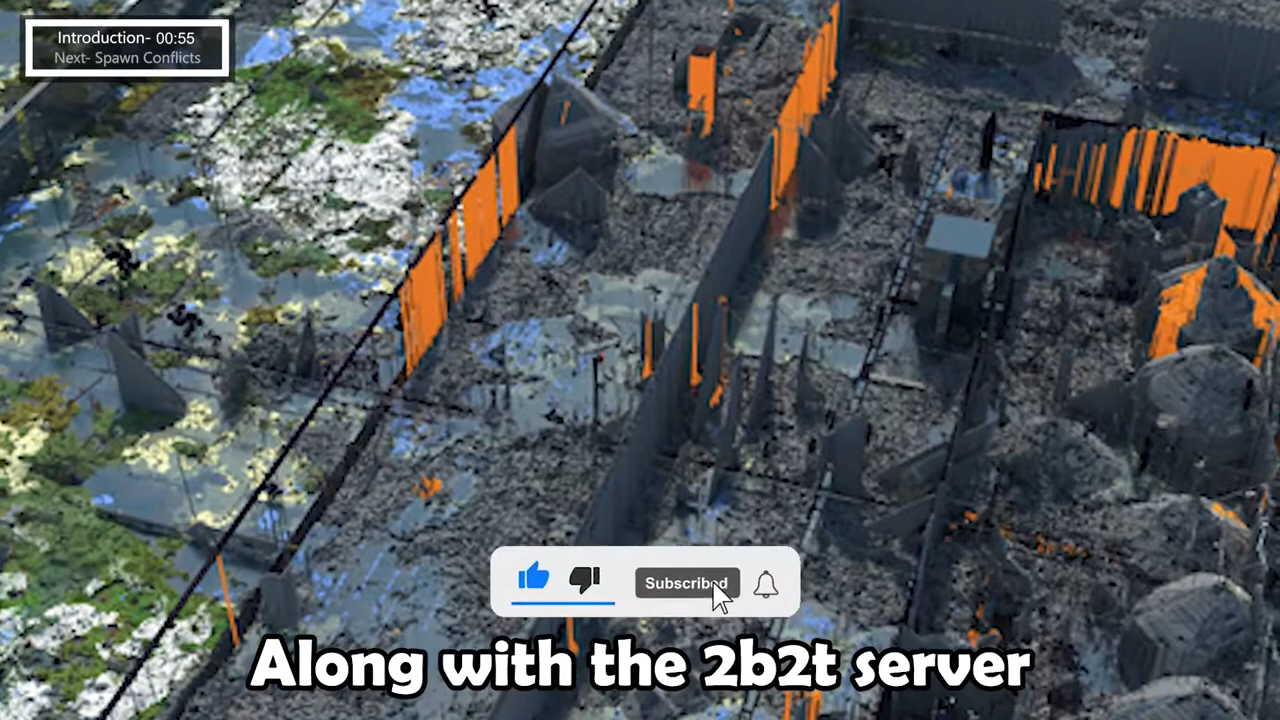 Introduction- 00:55
Next- Spawn Conflicts
Subscribed
Along with the 2b2t server